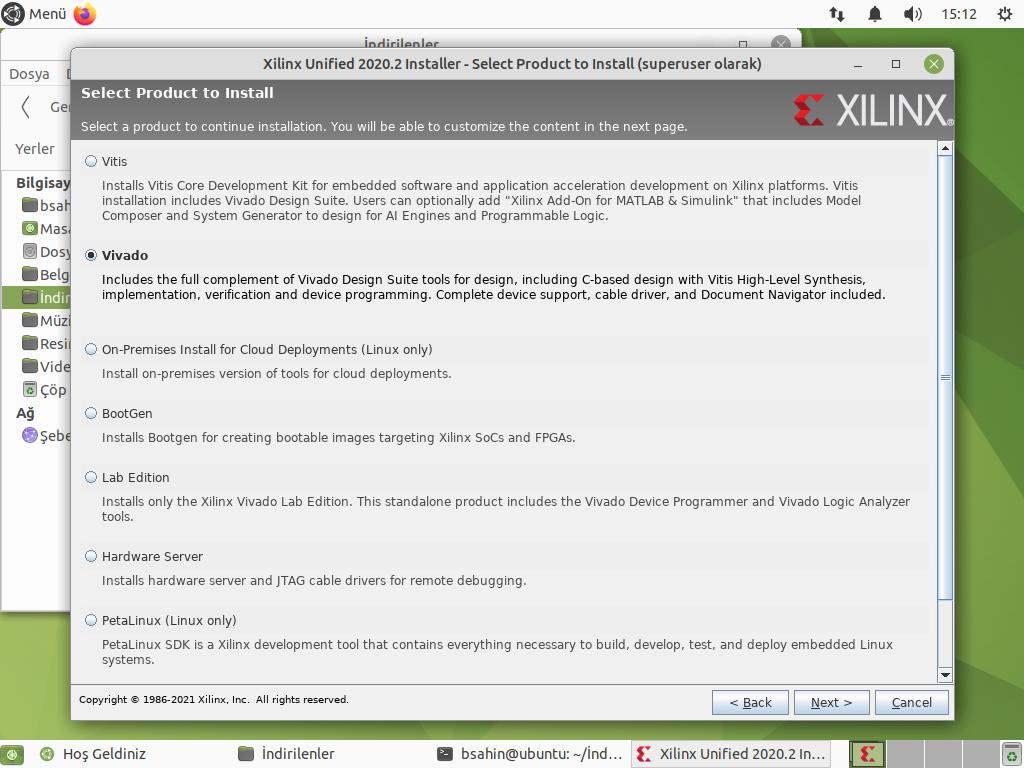 Menü
15:12
İndirilenler
Dosya
Xilinx Unified 2020.2 Installer - Select Product to Install (superuser olarak)
Select Product to Install
Select a product to continue installation. You will be able to customize the content in the next page.
XILINX®
Yerler
Vitis
Installs Vitis Core Development Kit for embedded software and application acceleration development on Xilinx platforms. Vitis
installation includes Vivado Design Suite. Users can optionally add "Xilinx Add-On for MATLAB & Simulink" that includes Model
Composer and System Generator to design for AI Engines and Programmable Logic.
Vivado
Includes the full complement of Vivado Design Suite tools for design, including C-based design with Vitis High-Level Synthesis,
implementation, verification and device programming. Complete device support, cable driver, and Document Navigator included.
On-Premises Install for Cloud Deployments (Linux only)
Install on-premises version of tools for cloud deployments.
BootGen
Installs Bootgen for creating bootable images targeting Xilinx SoCs and FPGAs.
Lab Edition
Installs only the Xilinx Vivado Lab Edition. This standalone product includes the Vivado Device Programmer and Vivado Logic Analyzer
tools.
Hardware Server
Installs hardware server and JTAG cable drivers for remote debugging.
PetaLinux (Linux only)
PetaLinux SDK is a Xilinx development tool that contains everything necessary to build, develop, test, and deploy embedded Linux
systems.
Bilgisay
bsah
Masa
Dosy
Belg
İndir
Müzi
Resi
Vide
Çöp
Ağ
Şebe
Copyright © 1986-2021 Xilinx, Inc. All rights reserved.
< Back
Next >
Cancel
Hoş Geldiniz
İndirilenler
bsahin@ubuntu: ~/İnd...
Xilinx Unified 2020.2 In...